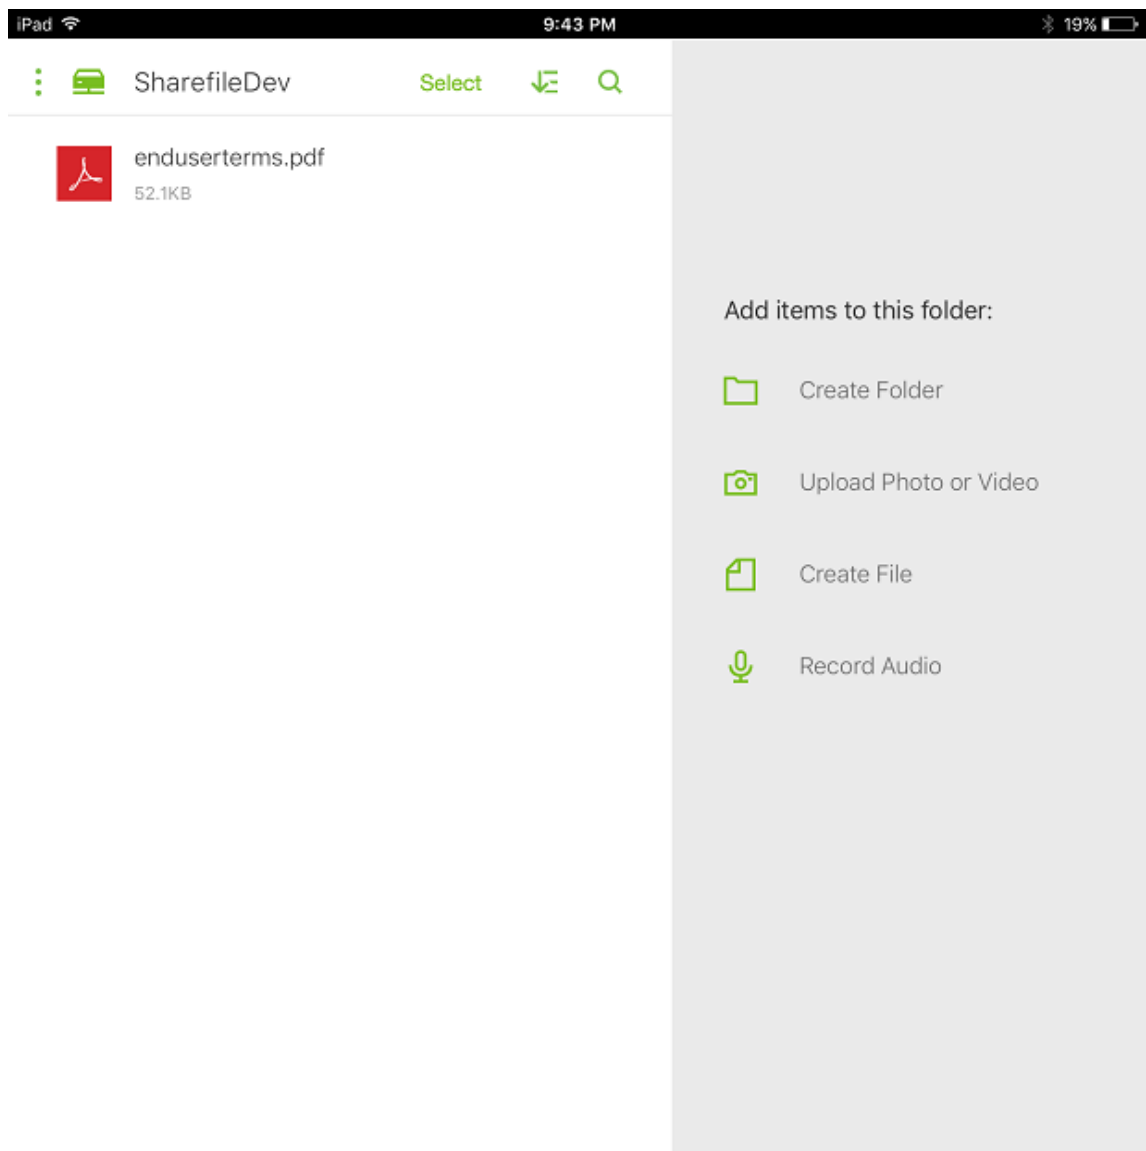 iPad 9:43 PM 19%
SharefileDev Select
enduserterms.pdf
52.1KB
Add items to this folder:
Create Folder
Upload Photo or Video
Create File
Record Audio